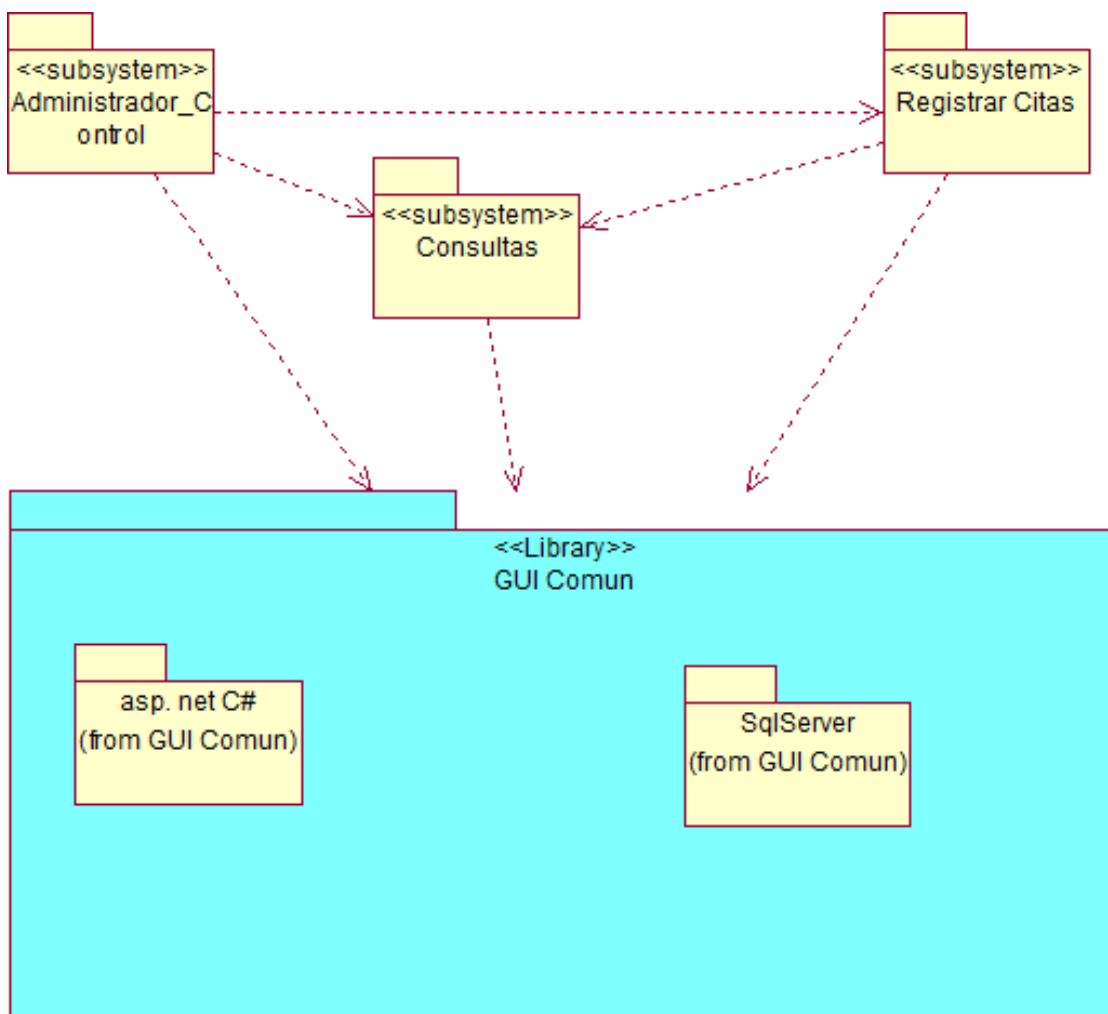 <<subsystem>>
Administrador_C
ontrol
<<subsystem>>
Registrar Citas
<<subsystem>>
Consultas
<<Library>>
GUI Comun
asp. net C#
(from GUI Comun)
SqlServer
(from GUI Comun)